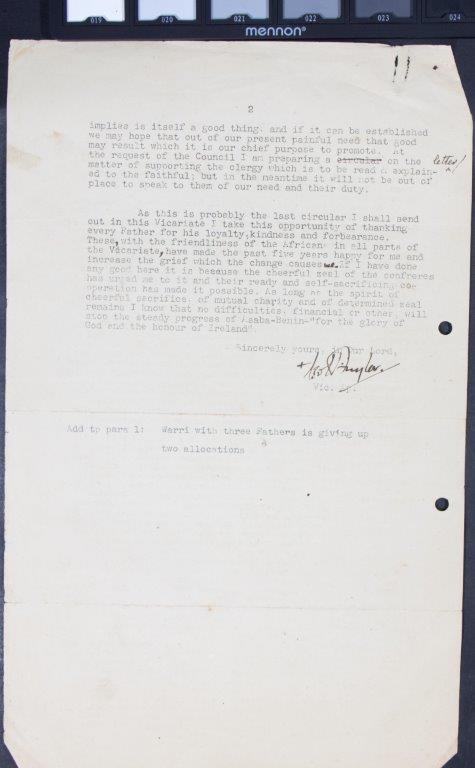 019 020 021 022 023 024
mennon®
11 .
2
implies is itself a good thing, and if it can be established
we may hope that out of our present painful need that good
may result which it is our chief purpose to promote. At
the request of the Council I am preparing a circular on the letter/
matter of supporting the clergy which is to be read & explain-
ed to the faithful; but in the meantime it will not be out of
place to speak to them of our need and their duty.
As this is probably the last circular I shall send
out in this Vicariate I take this opportunity of thanking
every Father for his loyalty, kindness and forbearance.
These, with the friendliness of the Africans in all parts of
the Vacariate, have made the past five years happy for me and
increase the grief which the change causes me. If I have done
any good here it is because the cheerful zeal of the confreres
has urged me to it and their ready and self-sacrificing co-
operation has made it possible. As long as the spirit of
cheerful sacrifice, of mutual charity and of determined zeal
remains I know that no difficulties, financial or other, will
stop the steady progress of Asaba-Benin-"for the glory of
God and the honour of Ireland".
Sincerely yours, in Our Lord,
Vic. Ap.
Add tp para 1: Warri with three Fathers is giving up
two allocations